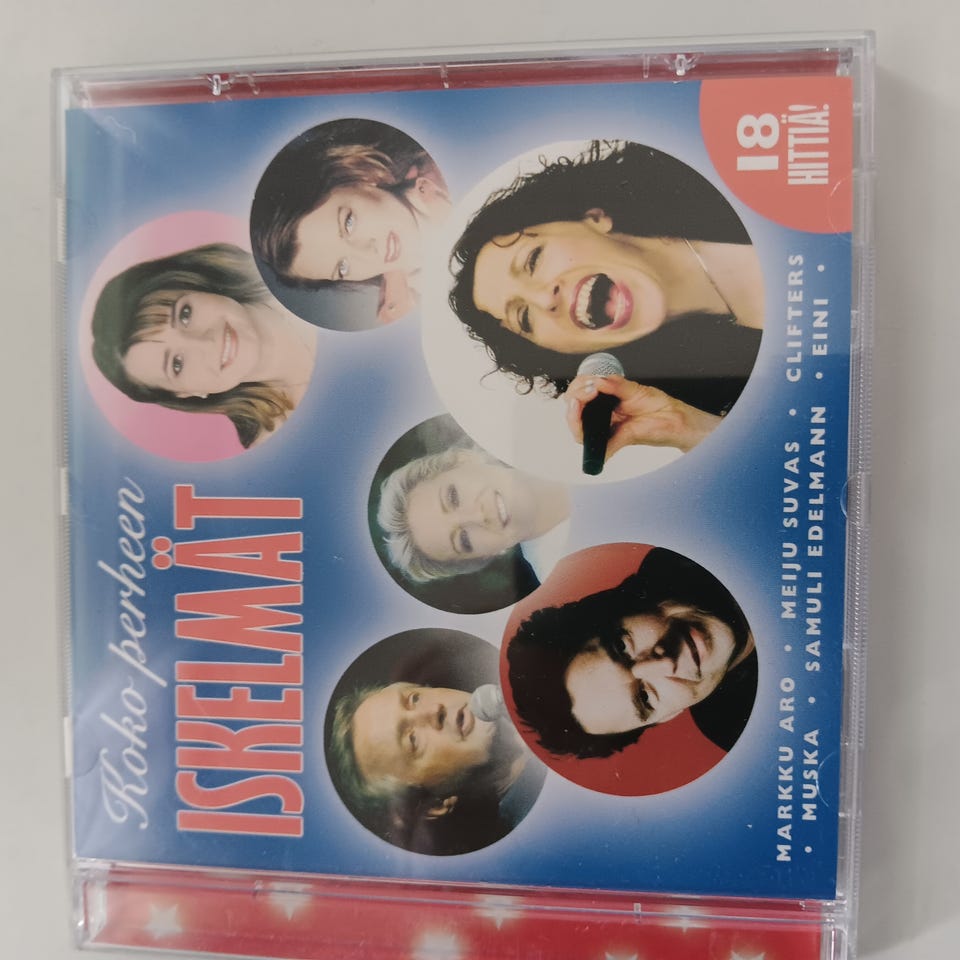 Koko perheen
ISKELMÄT
18
HITTIÄ!
MARKKU ARO • MEIJU SUVAS • CLIFTERS
• MUSKA • SAMULI EDELMANN • EINI •